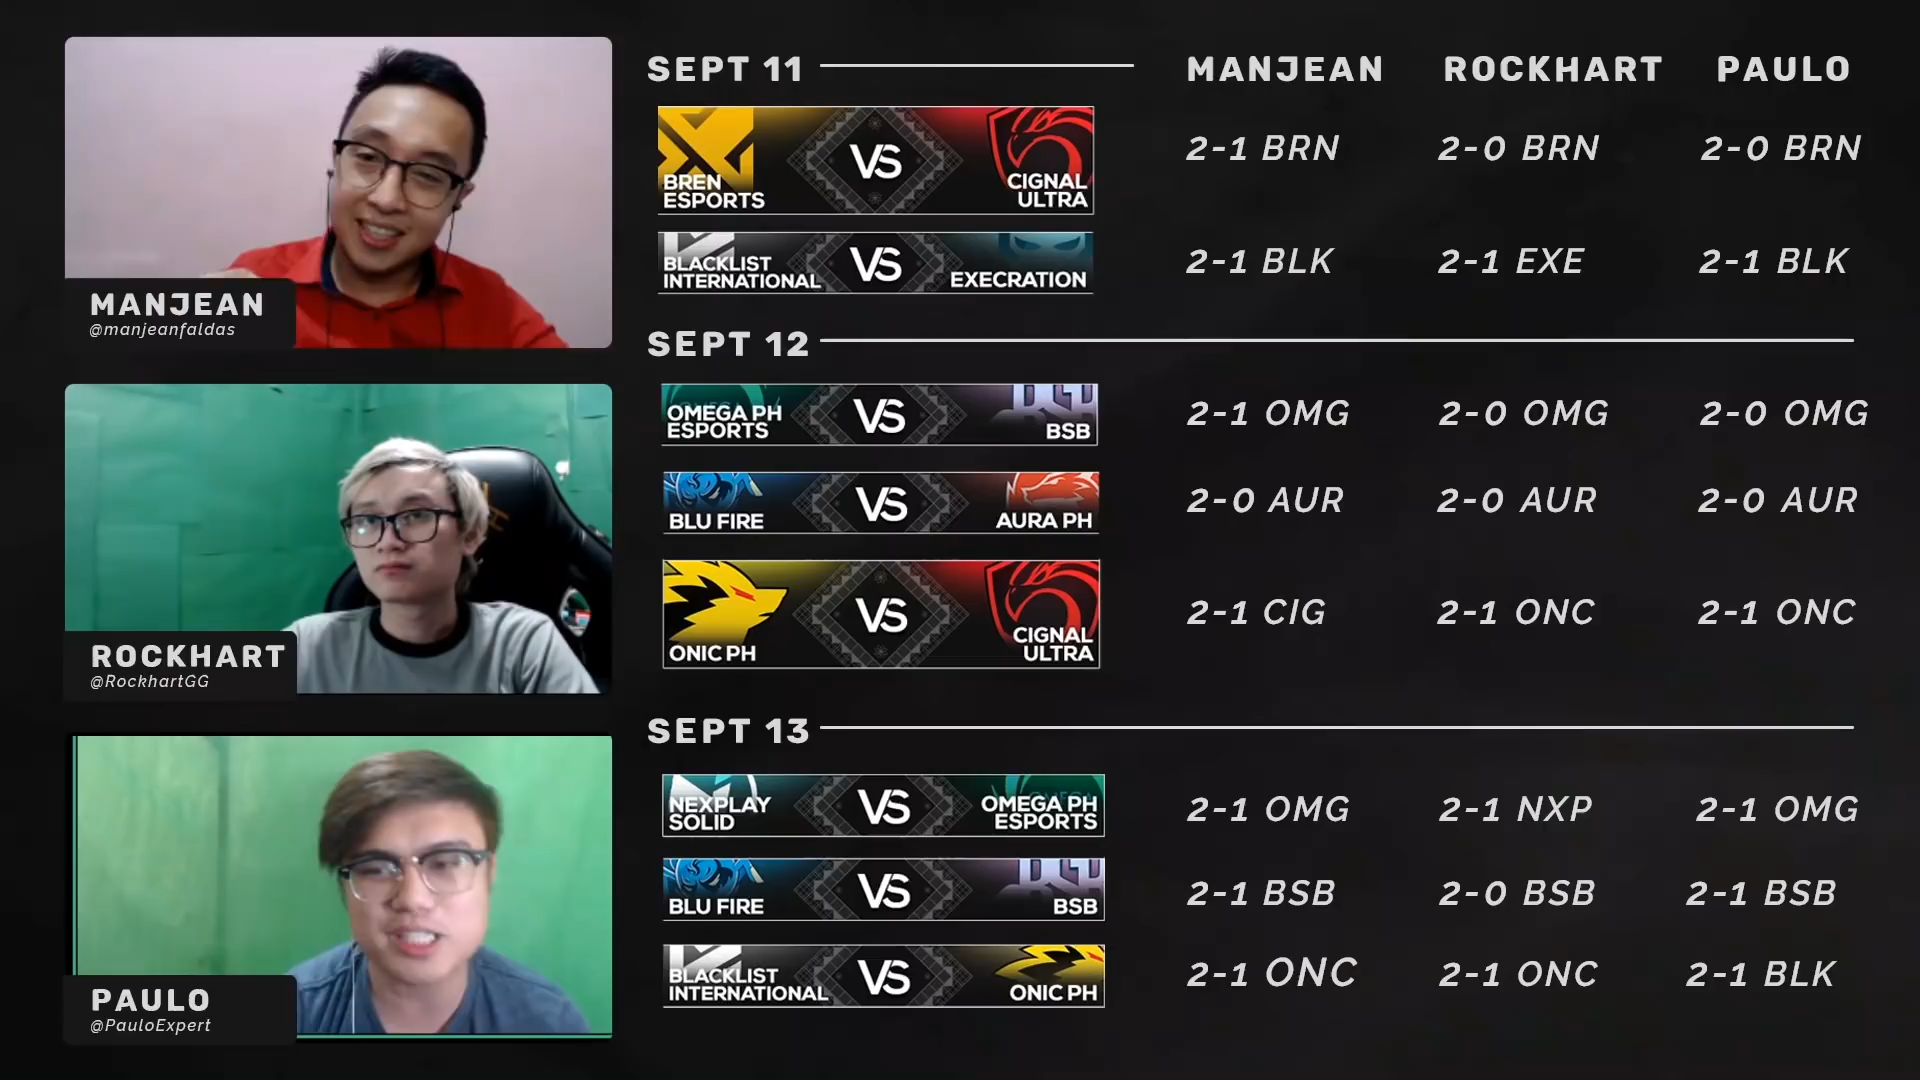 MANJEAN
@manjeanfaldas
ROCKHART
@RockhartGG
PAULO
@PauloExpert
SEPT 11 MANJEAN ROCKHART PAULO
BREN ESPORTS VS CIGNAL ULTRA 2-1 BRN 2-0 BRN 2-0 BRN
BLACKLIST INTERNATIONAL VS EXECRATION 2-1 BLK 2-1 EXE 2-1 BLK
SEPT 12
OMEGA PH ESPORTS VS BSB 2-1 OMG 2-0 OMG 2-0 OMG
BLU FIRE VS AURA PH 2-0 AUR 2-0 AUR 2-0 AUR
ONIC PH VS CIGNAL ULTRA 2-1 CIG 2-1 ONC 2-1 ONC
SEPT 13
NEXPLAY SOLID VS OMEGA PH ESPORTS 2-1 OMG 2-1 NXP 2-1 OMG
BLU FIRE VS BSB 2-1 BSB 2-0 BSB 2-1 BSB
BLACKLIST INTERNATIONAL VS ONIC PH 2-1 ONC 2-1 ONC 2-1 BLK